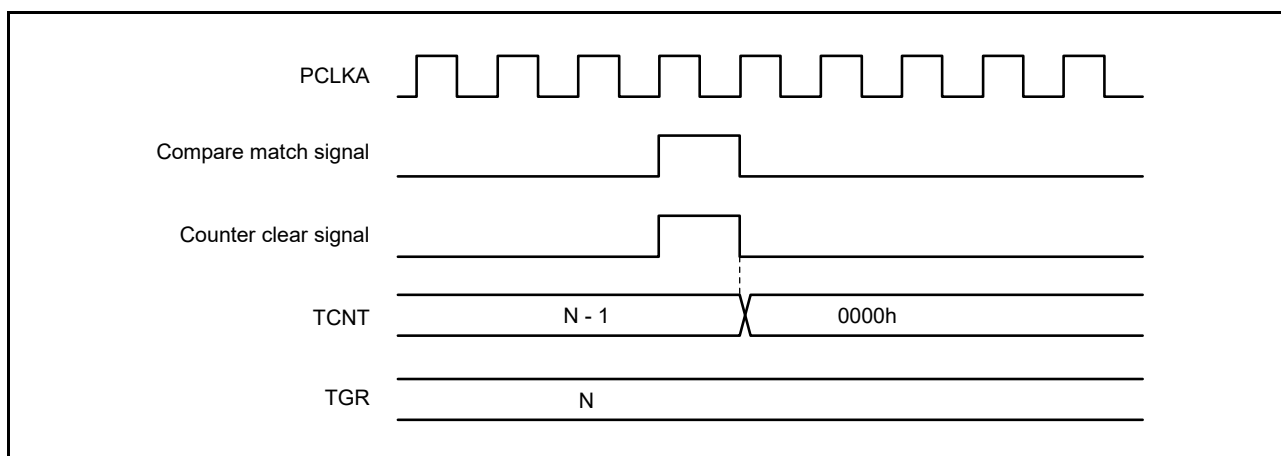 PCLKA
Compare match signal
Counter clear signal
TCNT N - 1 0000h
TGR N